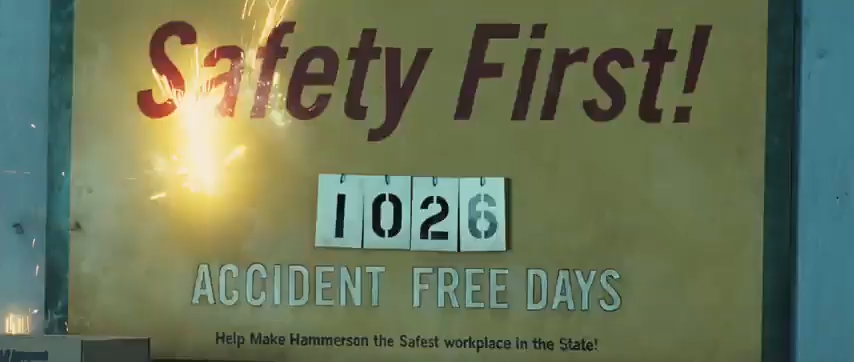 Safety First!
1026
ACCIDENT FREE DAYS
Help Make Hammerson the Safest workplace in the State!